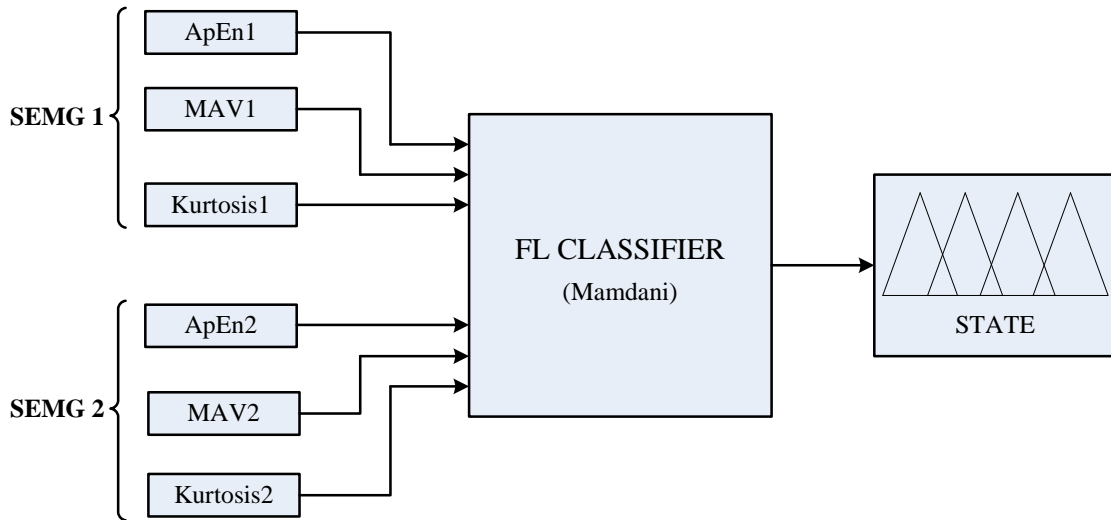 SEMG 1
ApEn1
MAV1
Kurtosis1
SEMG 2
ApEn2
MAV2
Kurtosis2
FL CLASSIFIER
(Mamdani)
STATE